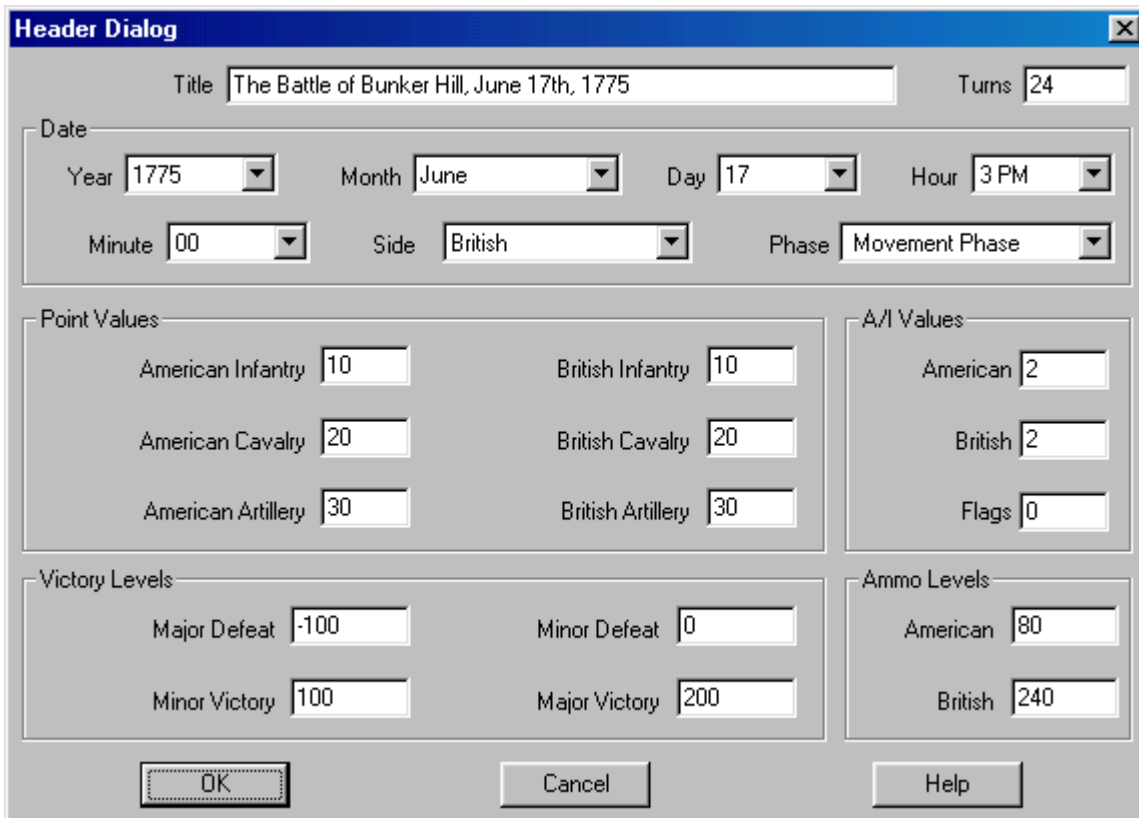 Header Dialog
Title The Battle of Bunker Hill, June 17th, 1775 Turns 24
Date
Year 1775 Month June Day 17 Hour 3 PM
Minute 00 Side British Phase Movement Phase
Point Values A/I Values
American Infantry 10 British Infantry 10 American 2
American Cavalry 20 British Cavalry 20 British 2
American Artillery 30 British Artillery 30 Flags 0
Victory Levels Ammo Levels
Major Defeat -100 Minor Defeat 0 American 80
Minor Victory 100 Major Victory 200 British 240
OK Cancel Help